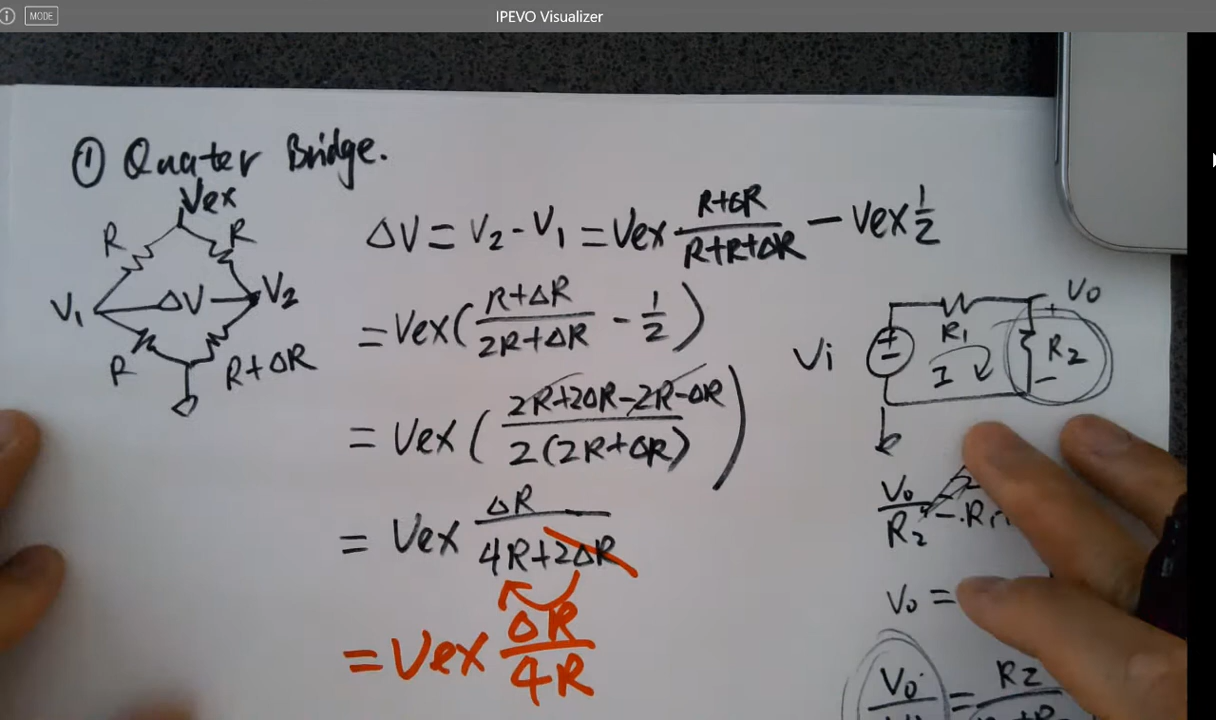 MODE
IPEVO Visualizer
① Quater Bridge.
Vex
R R
V₁ ΔV V₂
R R+ΔR
ΔV = V₂ - V₁ = Vex (R+ΔR)/(R+R+ΔR) - Vex 1/2
= Vex( (R+ΔR)/(2R+ΔR) - 1/2 )
= Vex ( (2R+2ΔR-2R-ΔR)/(2(2R+ΔR)) )
= Vex ΔR/(4R+2ΔR)
= Vex ΔR/4R
Vi + - R₁ I R₂ + - Vo
Vo/R₂
Vo =
Vo
= R2